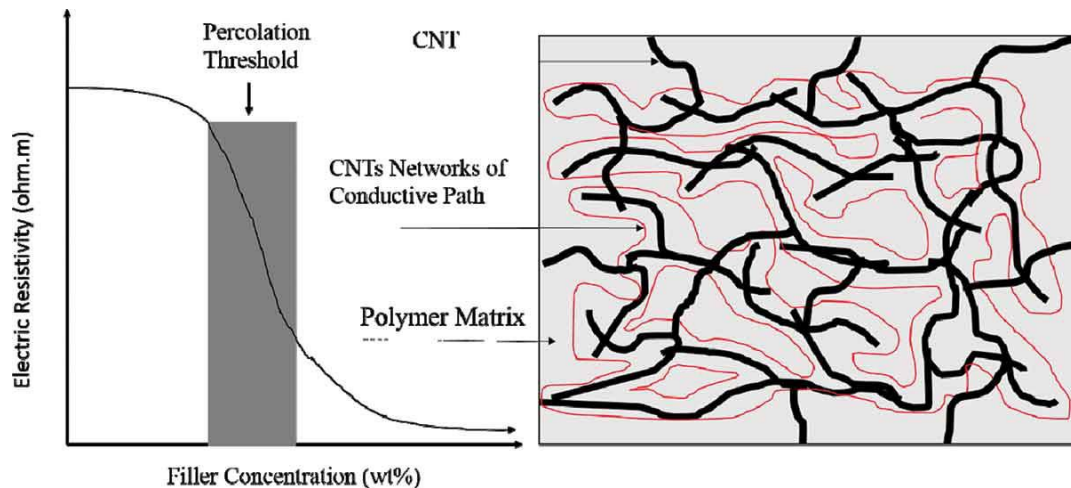 Percolation
Threshold
CNT
CNTs Networks of
Conductive Path
Polymer Matrix
Electric Resistivity (ohm.m)
Filler Concentration (wt%)